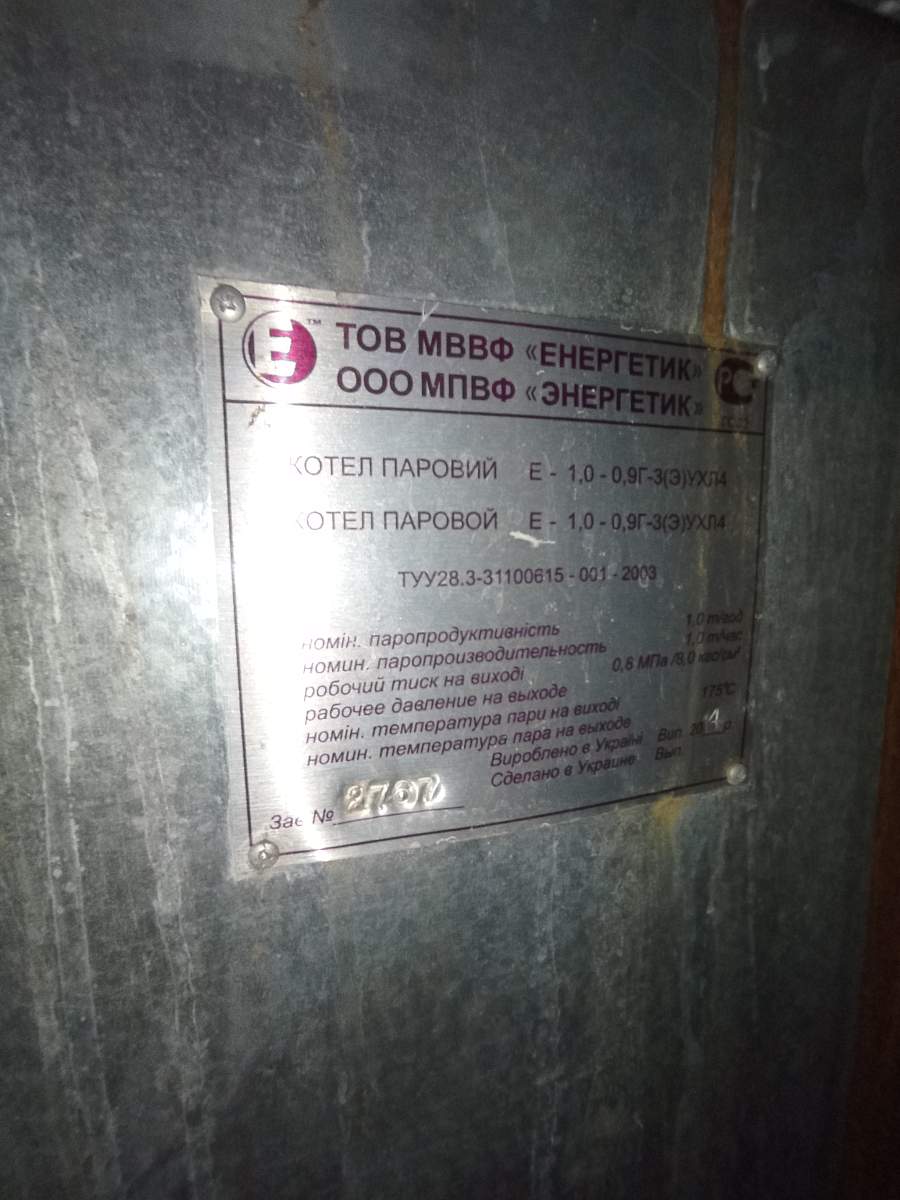 Е ™
ТОВ МВВФ «ЕНЕРГЕТИК»
ООО МПВФ «ЭНЕРГЕТИК»
КОТЕЛ ПАРОВИЙ Е - 1,0 - 0,9Г-3(Э)УХЛ4
КОТЕЛ ПАРОВОЙ Е - 1,0 - 0,9Г-3(Э)УХЛ4
ТУУ28.3-31100615 - 001 - 2003
номін. паропродуктивність 1,0 т/год
номин. паропроизводительность 1,0 т/час
робочий тиск на виході 0,8 МПа /8,0 кгс/см²
рабочее давление на выходе
номін. температура пари на виході 175°C
номин. температура пара на выходе
Вироблено в Україні Вип. р.
Сделано в Украине Вып.
Зав №